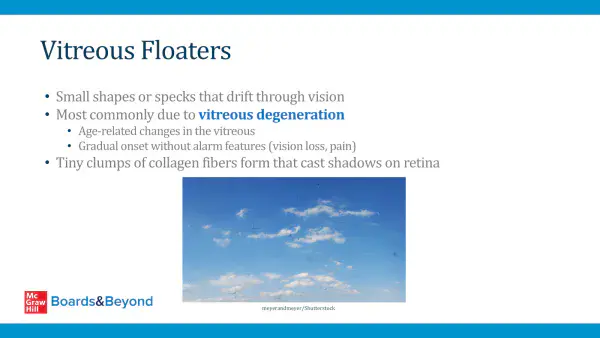 Vitreous Floaters
• Small shapes or specks that drift through vision
• Most commonly due to vitreous degeneration
• Age-related changes in the vitreous
• Gradual onset without alarm features (vision loss, pain)
• Tiny clumps of collagen fibers form that cast shadows on retina
Mc
Graw
Hill
Boards&Beyond
meyerandmeyer/Shutterstock